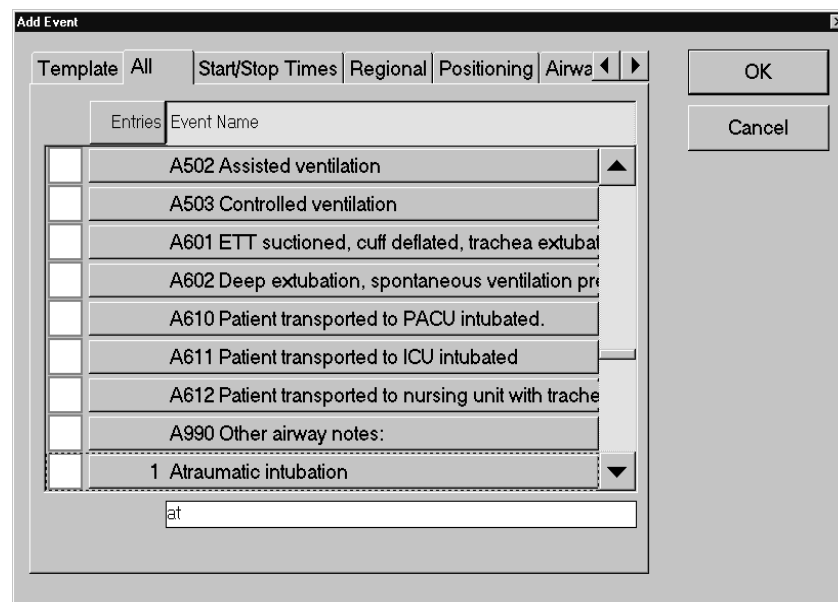 Add Event
Template All Start/Stop Times Regional Positioning Airwa
OK
Cancel
Entries Event Name
A502 Assisted ventilation
A503 Controlled ventilation
A601 ETT suctioned, cuff deflated, trachea extubat
A602 Deep extubation, spontaneous ventilation pre
A610 Patient transported to PACU intubated.
A611 Patient transported to ICU intubated
A612 Patient transported to nursing unit with trache
A990 Other airway notes:
1 Atraumatic intubation
at